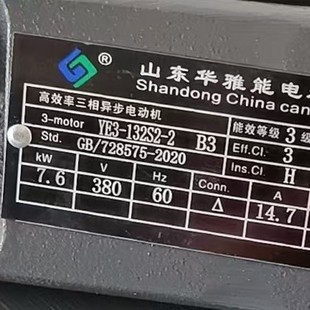 ®
山东华雅能电
Shandong China can
高效率三相异步电动机
3-motor YE3-132S2-2 B3 能效等级 3级
Std. GB/T28575-2020 Eff.Cl. 3
Ins.Cl. H
kW V Hz Conn. A
7.6 380 60 Δ 14.7